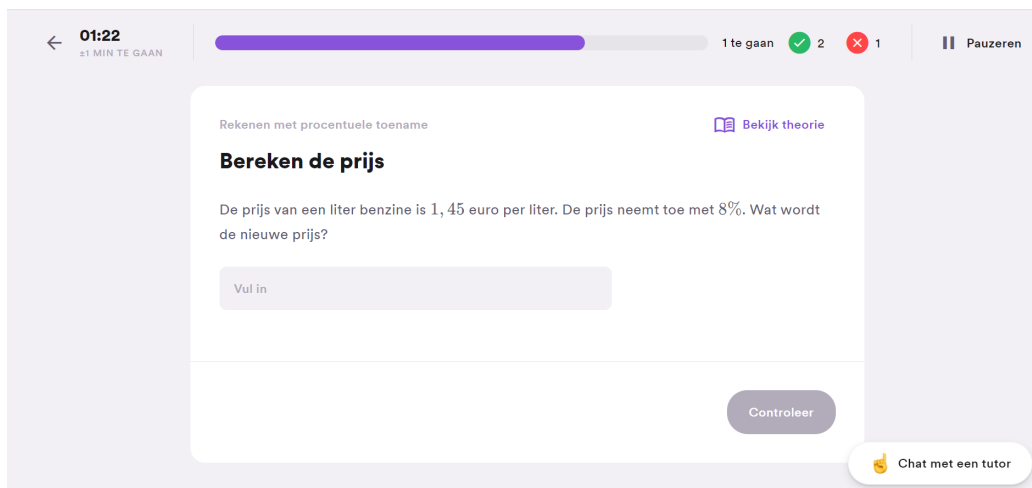 01:22
±1 MIN TE GAAN
1 te gaan
2
1
Pauzeren
Rekenen met procentuele toename
Bekijk theorie
Bereken de prijs
De prijs van een liter benzine is 1,45 euro per liter. De prijs neemt toe met 8%. Wat wordt
de nieuwe prijs?
Vul in
Controleer
Chat met een tutor